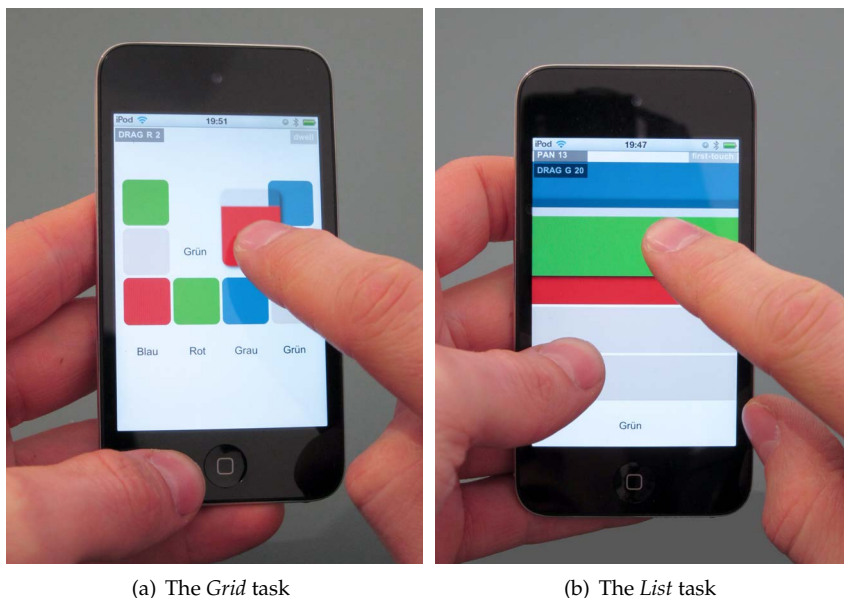 iPod 19:51
DRAG R 2 dwell
Grün
Blau Rot Grau Grün
iPod 19:47
PAN 13 first-touch
DRAG G 20
Grün
(a) The Grid task
(b) The List task